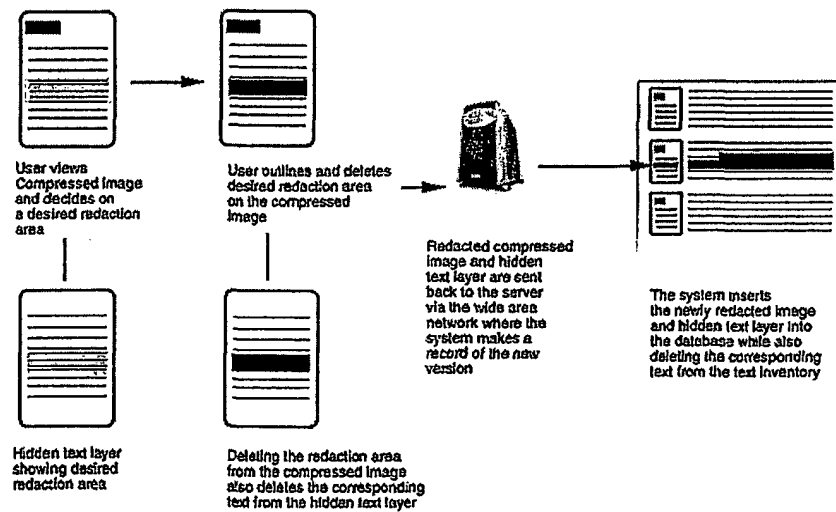 User views
Compressed image
and decides on
a desired redaction
area
User outlines and deletes
desired redaction area
on the compressed
image
Redacted compressed
image and hidden
text layer are sent
back to the server
via the wide area
network where the
system makes a
record of the new
version
The system inserts
the newly redacted image
and hidden text layer into
the database while also
deleting the corresponding
text from the text inventory
Hidden text layer
showing desired
redaction area
Deleting the redaction area
from the compressed image
also deletes the corresponding
text from the hidden text layer